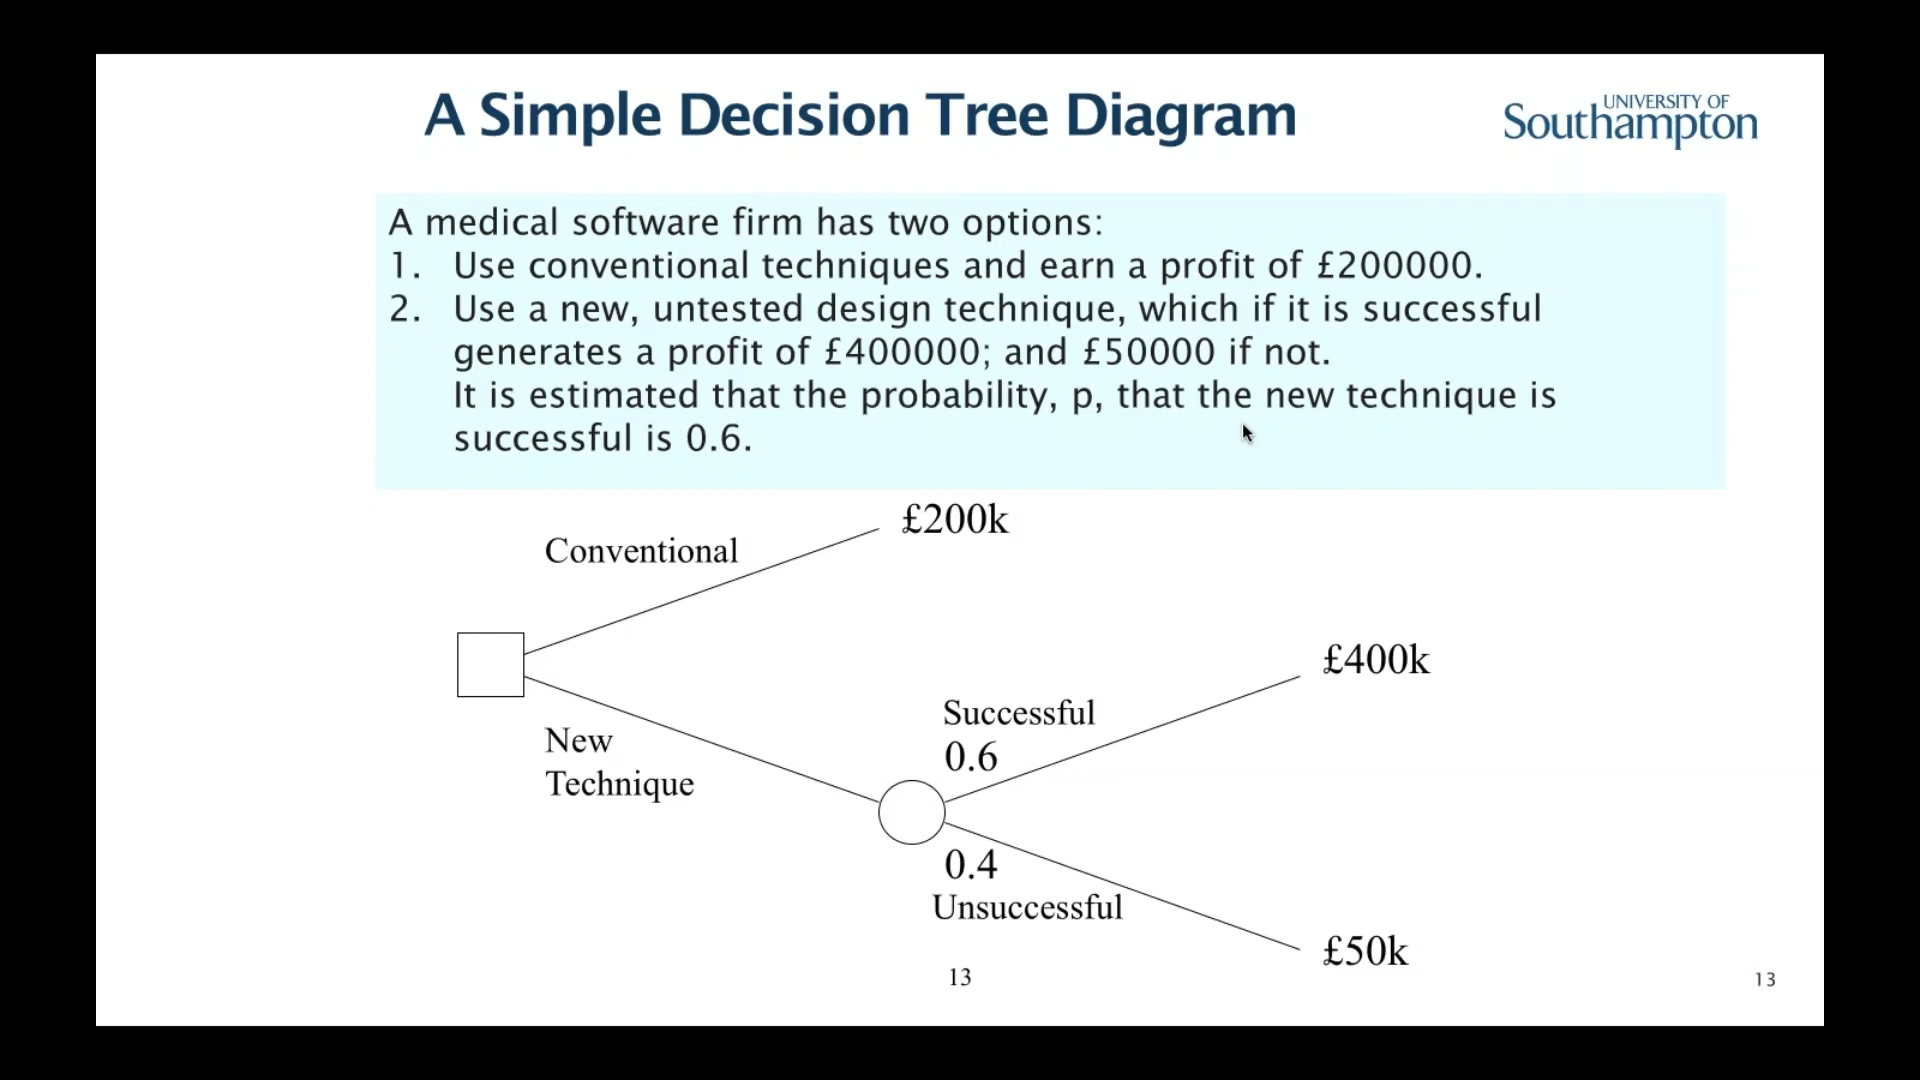 A Simple Decision Tree Diagram
UNIVERSITY OF
Southampton
A medical software firm has two options:
1. Use conventional techniques and earn a profit of £200000.
2. Use a new, untested design technique, which if it is successful
generates a profit of £400000; and £50000 if not.
It is estimated that the probability, p, that the new technique is
successful is 0.6.
£200k
Conventional
£400k
Successful
New
0.6
Technique
0.4
Unsuccessful
£50k
13
13